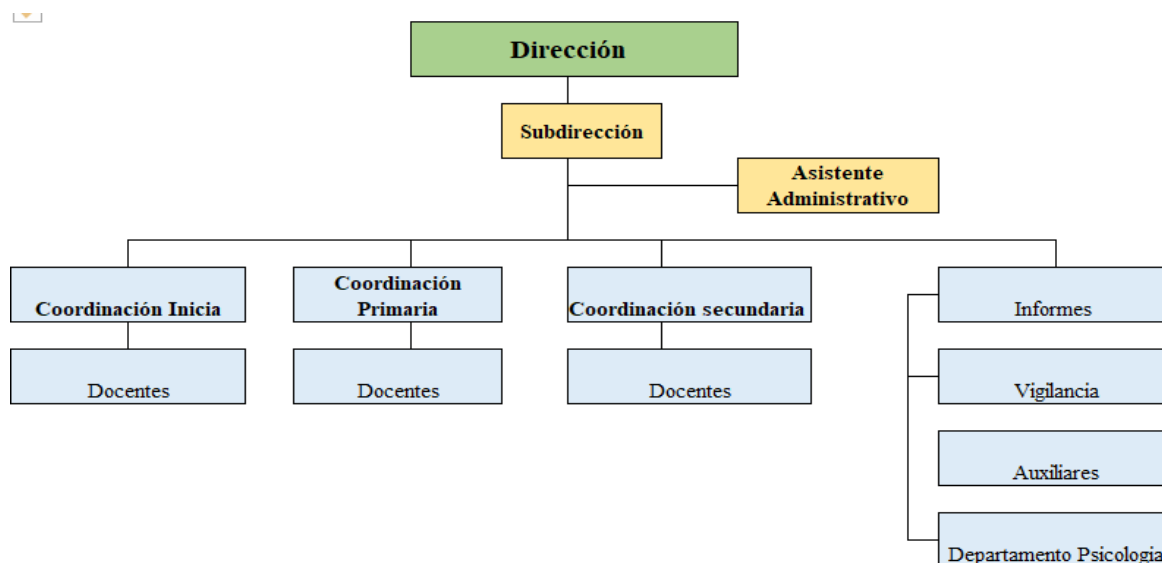 Dirección
Subdirección
Asistente
Administrativo
Coordinación Inicia
Coordinación
Primaria
Coordinación secundaria
Informes
Docentes
Docentes
Docentes
Vigilancia
Auxiliares
Departamento Psicologia